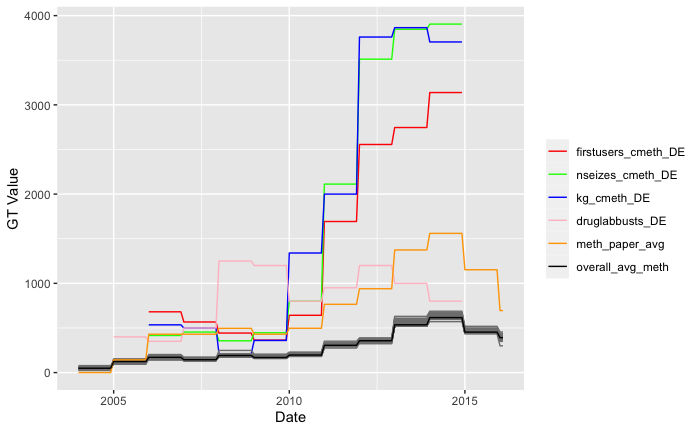 4000
3000
2000
1000
0
GT Value
2005
2010
2015
Date
firstusers_cmeth_DE
nseizes_cmeth_DE
kg_cmeth_DE
druglabbusts_DE
meth_paper_avg
overall_avg_meth